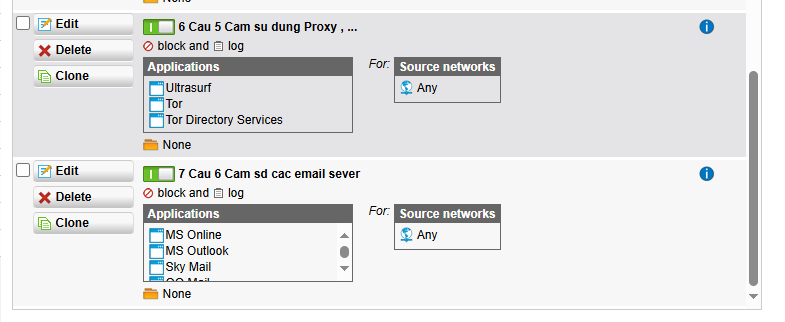 None
Edit
6 Cau 5 Cam su dung Proxy , ...
Delete
block and log
Clone
Applications
For:
Source networks
Ultrasurf
Any
Tor
Tor Directory Services
None
Edit
7 Cau 6 Cam sd cac email sever
Delete
block and log
Clone
Applications
For:
Source networks
MS Online
Any
MS Outlook
Sky Mail
QQ Mail
None